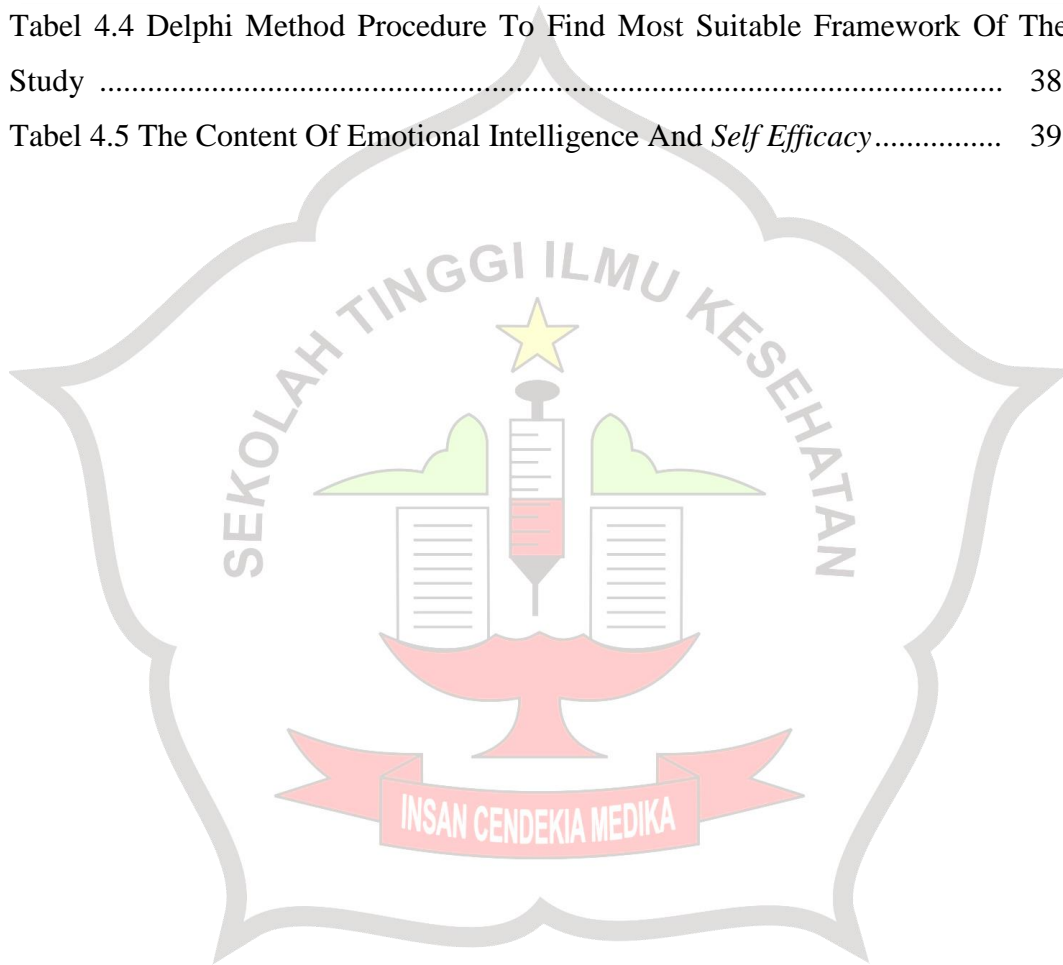 Tabel 4.4 Delphi Method Procedure To Find Most Suitable Framework Of The
Study ................................................................................................................. 38
Tabel 4.5 The Content Of Emotional Intelligence And Self Efficacy ................ 39
SEKOLAH TINGGI ILMU KESEHATAN
INSAN CENDEKIA MEDIKA